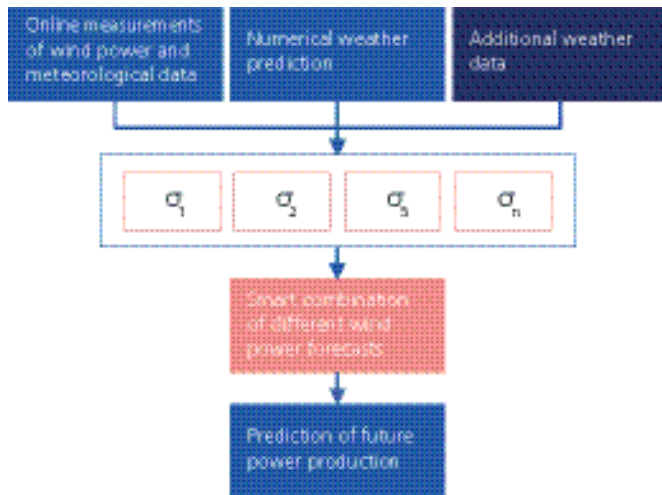 Online measurements
of wind power and
meteorological data
Numerical weather
prediction
Additional weather
data
σ1
σ2
σ3
σn
Smart combination
of different wind
power forecasts
Prediction of future
power production